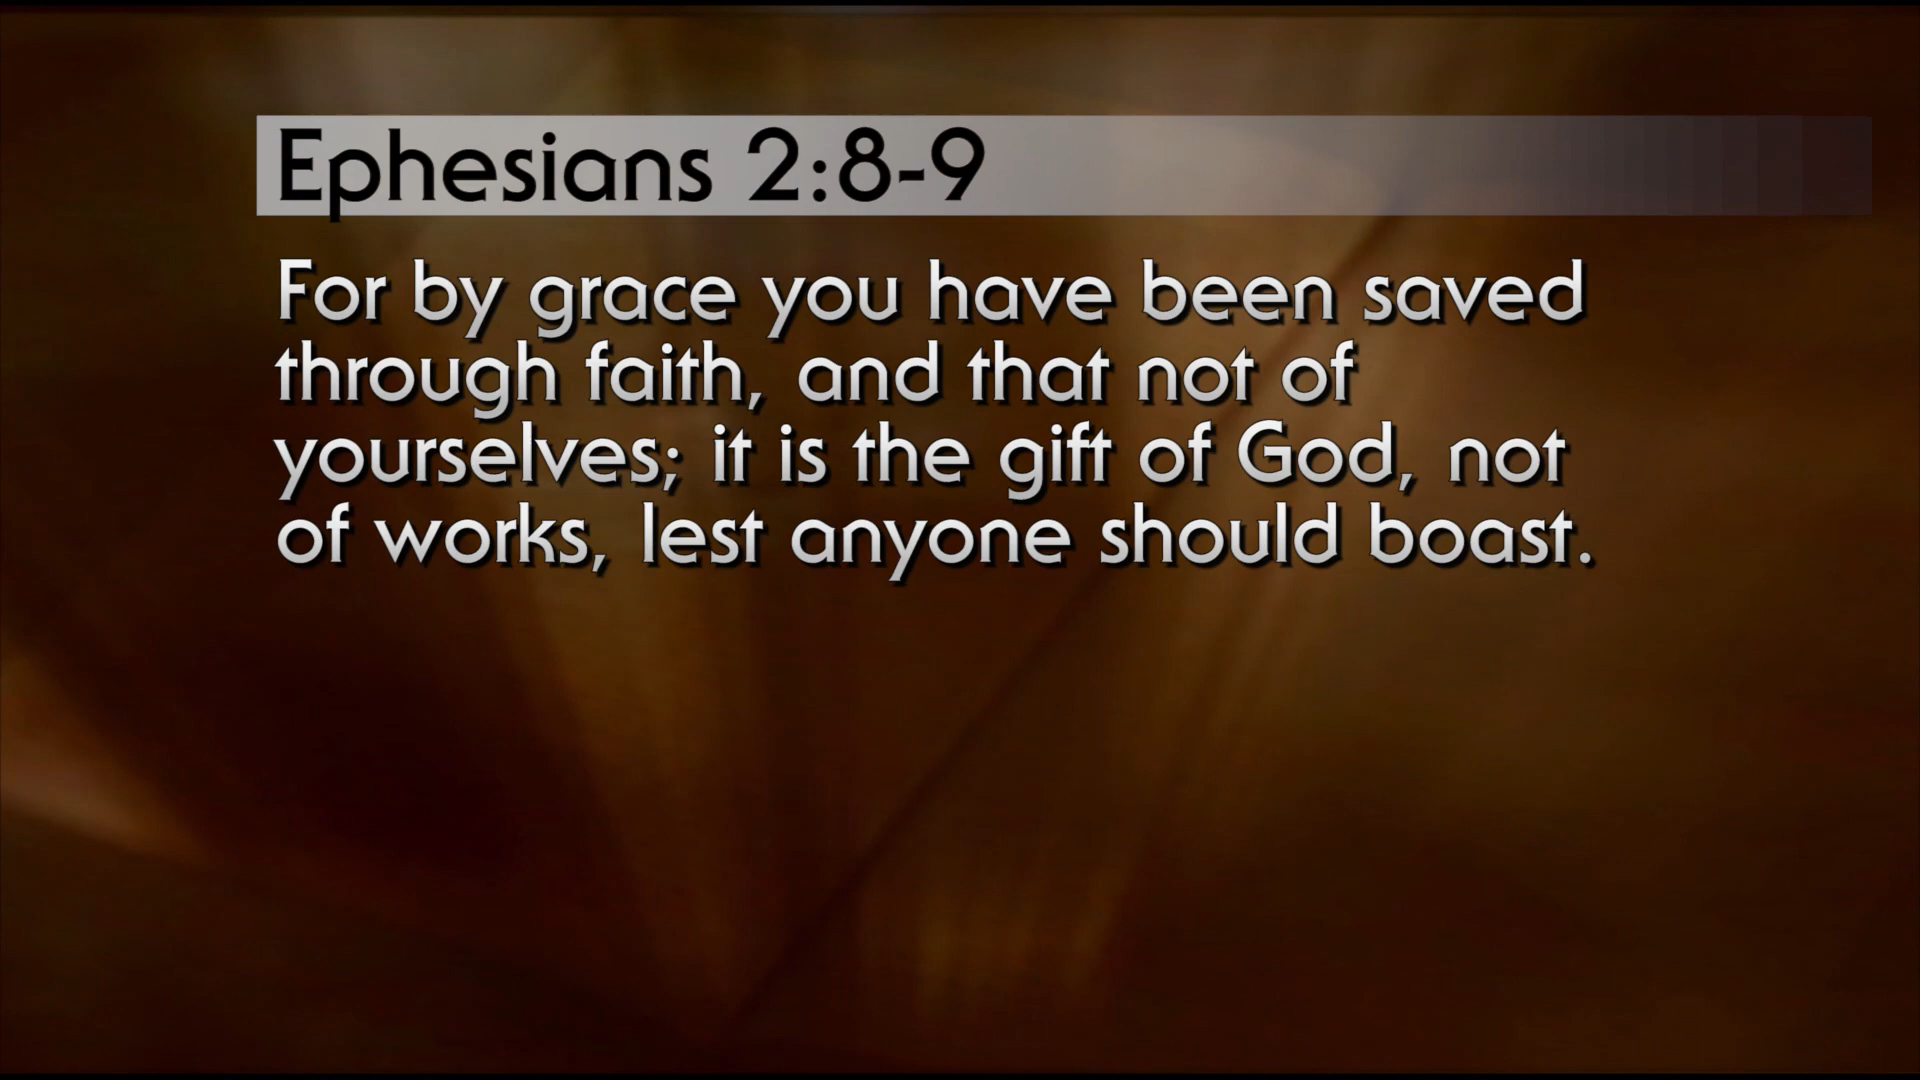 Ephesians 2:8-9
For by grace you have been saved
through faith, and that not of
yourselves; it is the gift of God, not
of works, lest anyone should boast.